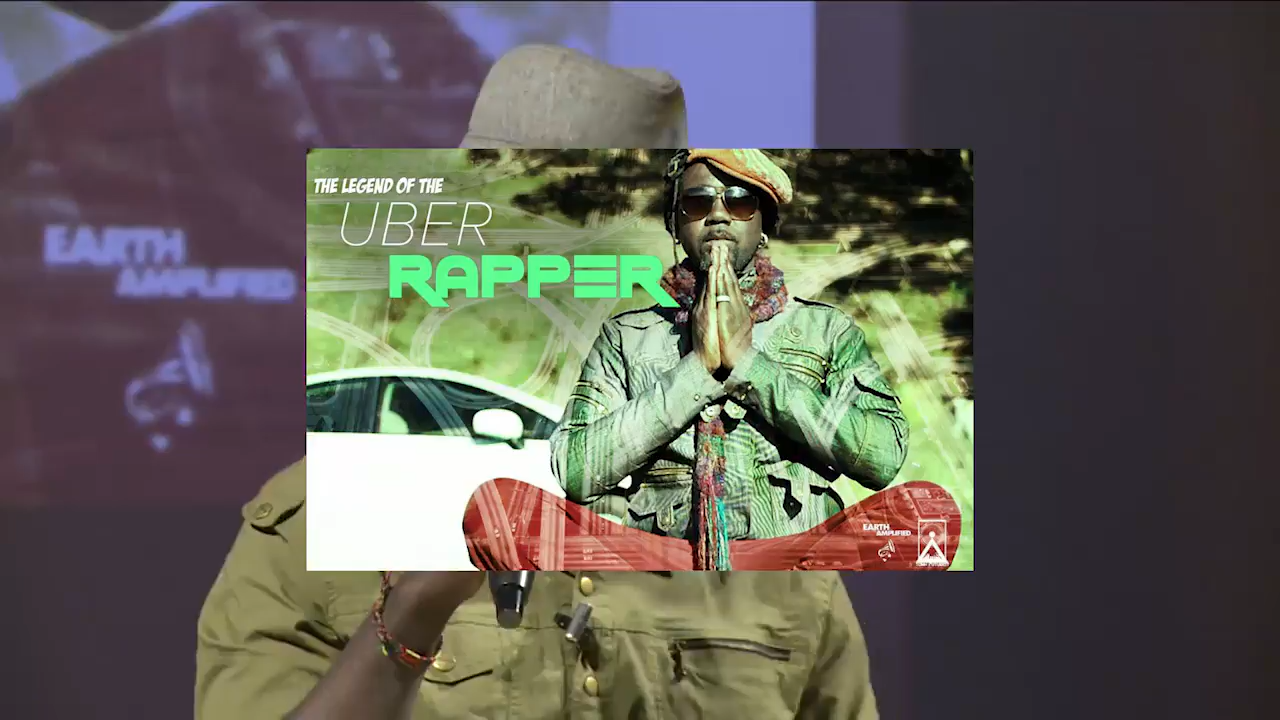 THE LEGEND OF THE
UBER
RAPPER
EARTH
AMPLIFIED
EARTH
AMPLIFIED